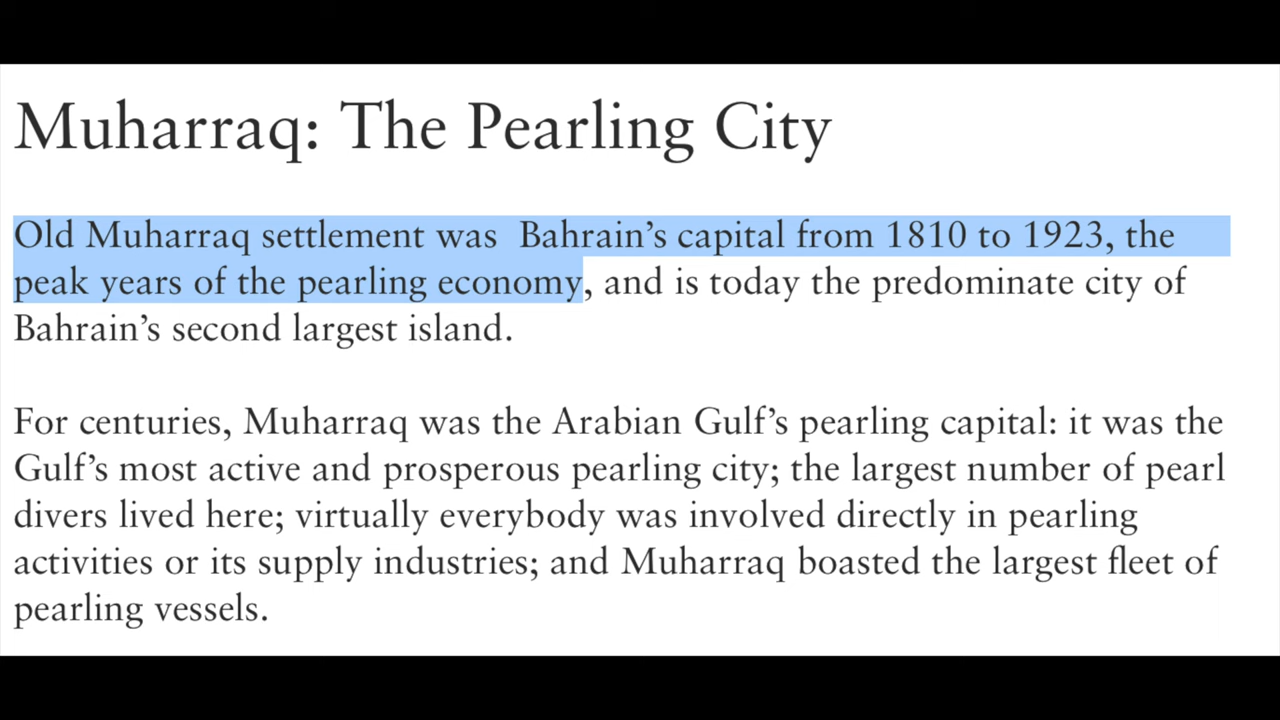 Muharraq: The Pearling City
Old Muharraq settlement was  Bahrain’s capital from 1810 to 1923, the
peak years of the pearling economy, and is today the predominate city of
Bahrain’s second largest island.
For centuries, Muharraq was the Arabian Gulf’s pearling capital: it was the
Gulf’s most active and prosperous pearling city; the largest number of pearl
divers lived here; virtually everybody was involved directly in pearling
activities or its supply industries; and Muharraq boasted the largest fleet of
pearling vessels.